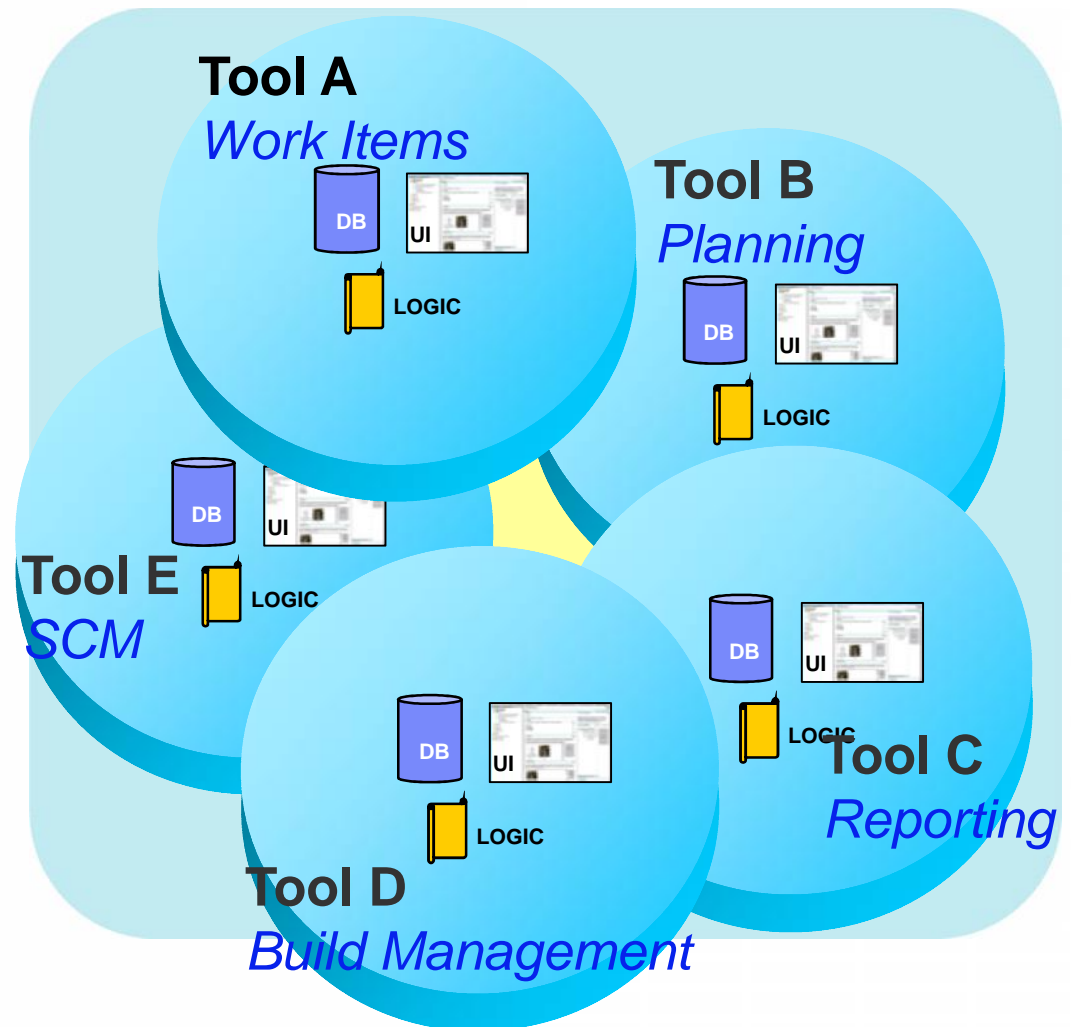 Tool A
Work Items
DB
UI
LOGIC
Tool B
Planning
DB
UI
LOGIC
DB
UI
Tool E
LOGIC
SCM
DB
UI
LOGIC
Tool C
Reporting
DB
UI
LOGIC
Tool D
Build Management